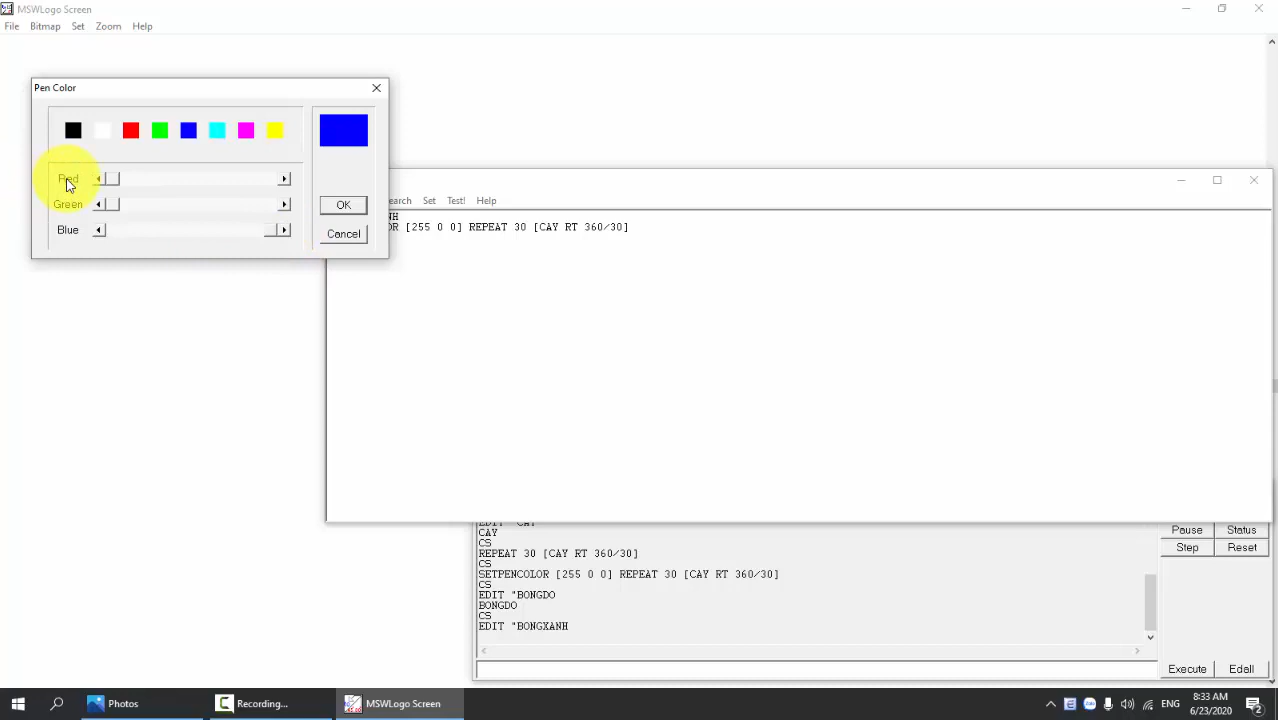 MSWLogo Screen
File Bitmap Set Zoom Help
Pen Color
Red
Green
Blue
OK
Cancel
Set Test! Help
[255 0 0] REPEAT 30 [CAY RT 360/30]
CAY
CS
REPEAT 30 [CAY RT 360/30]
CS
SETPENCOLOR [255 0 0] REPEAT 30 [CAY RT 360/30]
CS
EDIT "BONGDO
BONGDO
CS
EDIT "BONGXANH
Pause Status
Step Reset
Execute Edall
Photos Recording... MSWLogo Screen
ENG
8:33 AM
6/23/2020
2